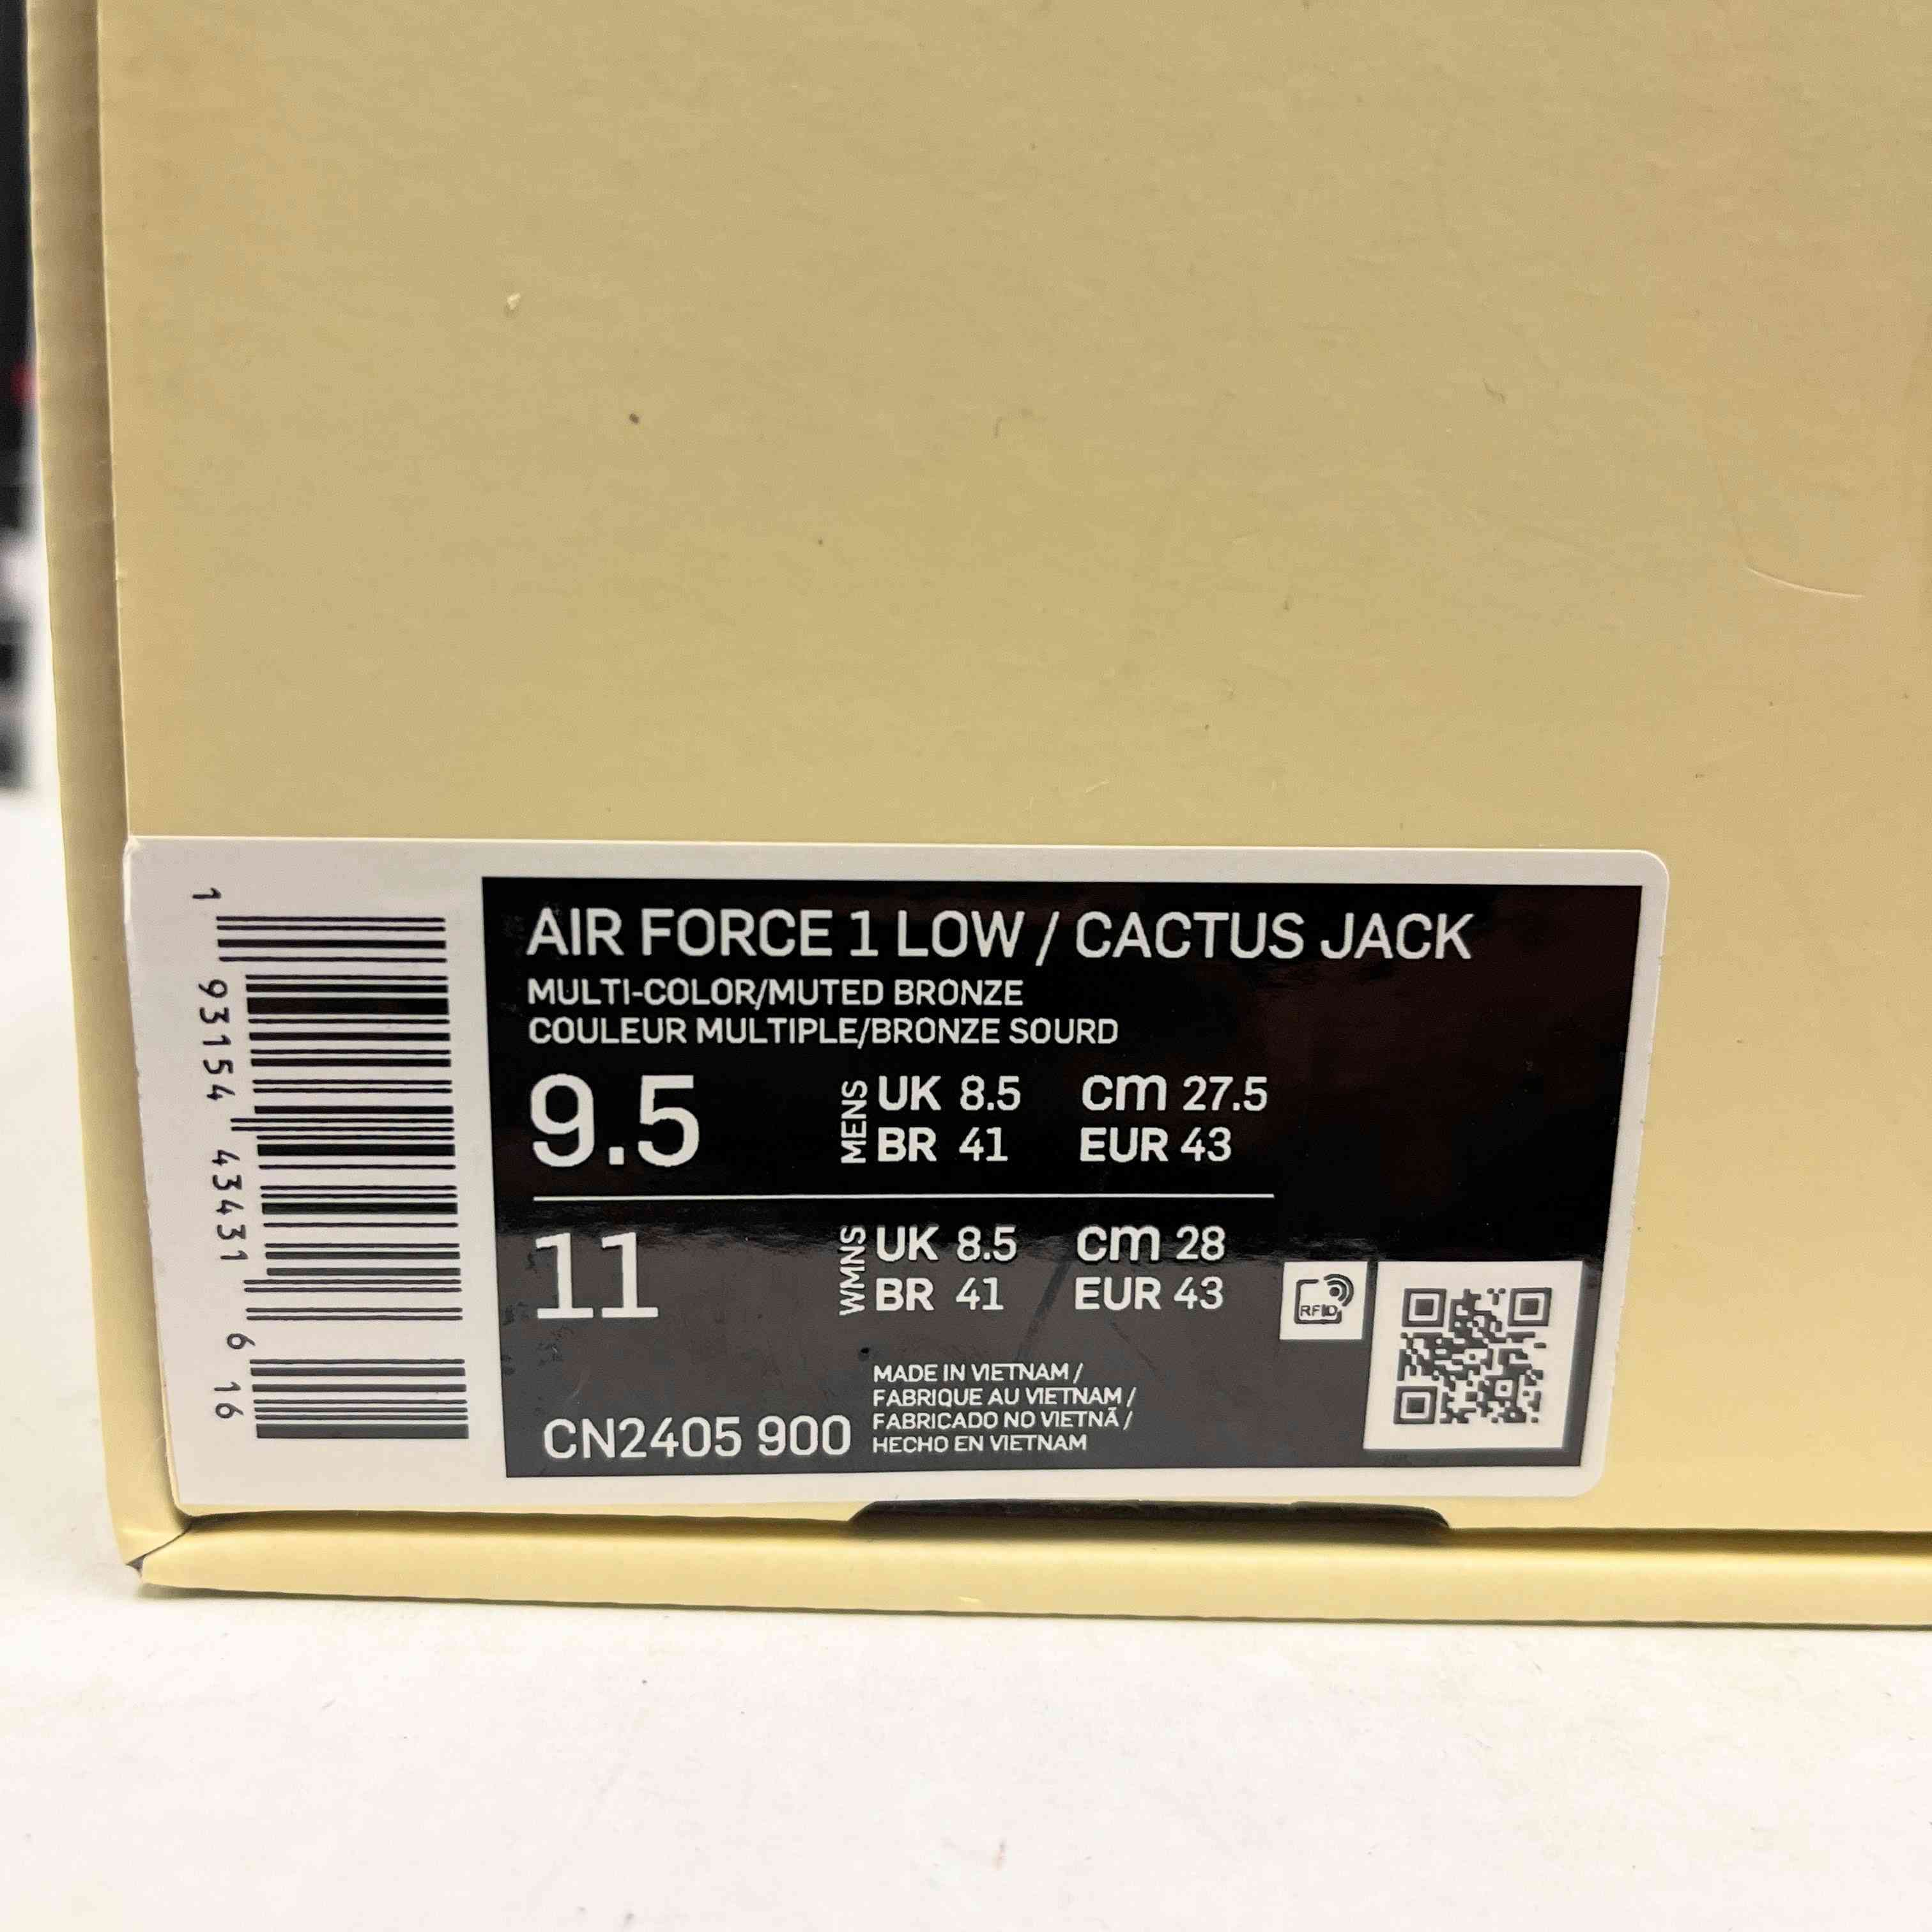 1 93154 43431 6 16
AIR FORCE 1 LOW / CACTUS JACK
MULTI-COLOR/MUTED BRONZE
COULEUR MULTIPLE/BRONZE SOURD
9.5 MENS UK 8.5 cm 27.5
BR 41 EUR 43
11 WMNS UK 8.5 cm 28
BR 41 EUR 43
RFID
MADE IN VIETNAM /
FABRIQUE AU VIETNAM /
FABRICADO NO VIETNÃ /
HECHO EN VIETNAM
CN2405 900